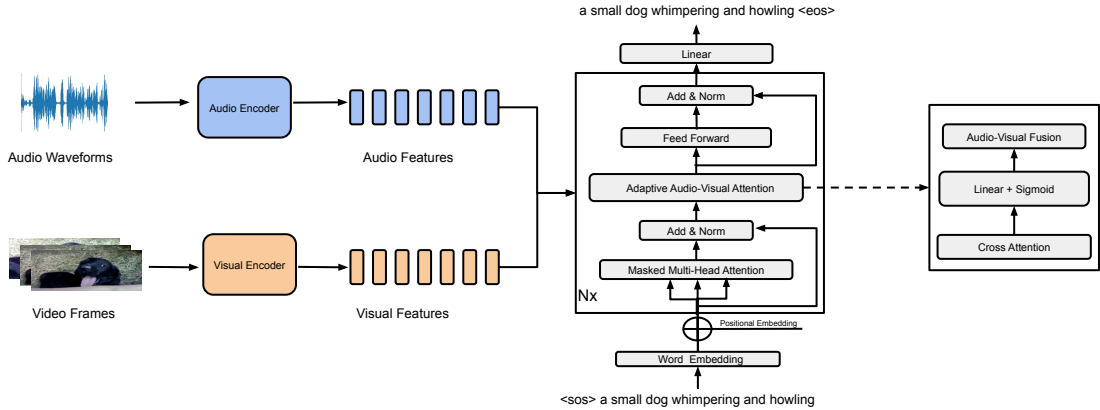 a small dog whimpering and howling <eos>
Linear
Add & Norm
Feed Forward
Adaptive Audio-Visual Attention
Add & Norm
Masked Multi-Head Attention
Nx
Positional Embedding
Word Embedding
<sos> a small dog whimpering and howling
Audio Encoder
Audio Waveforms
Audio Features
Visual Encoder
Video Frames
Visual Features
Audio-Visual Fusion
Linear + Sigmoid
Cross Attention